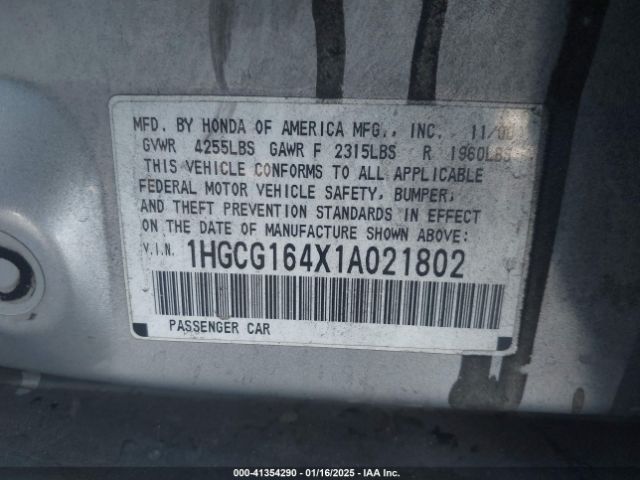 MFD. BY HONDA OF AMERICA MFG., INC. 11/00
GVWR 4255LBS GAWR F 2315LBS R 1960LBS
THIS VEHICLE CONFORMS TO ALL APPLICABLE
FEDERAL MOTOR VEHICLE SAFETY, BUMPER,
AND THEFT PREVENTION STANDARDS IN EFFECT
ON THE DATE OF MANUFACTURE SHOWN ABOVE:
V.I.N. 1HGCG164X1A021802
PASSENGER CAR
000-41354290 - 01/16/2025 - IAA Inc.